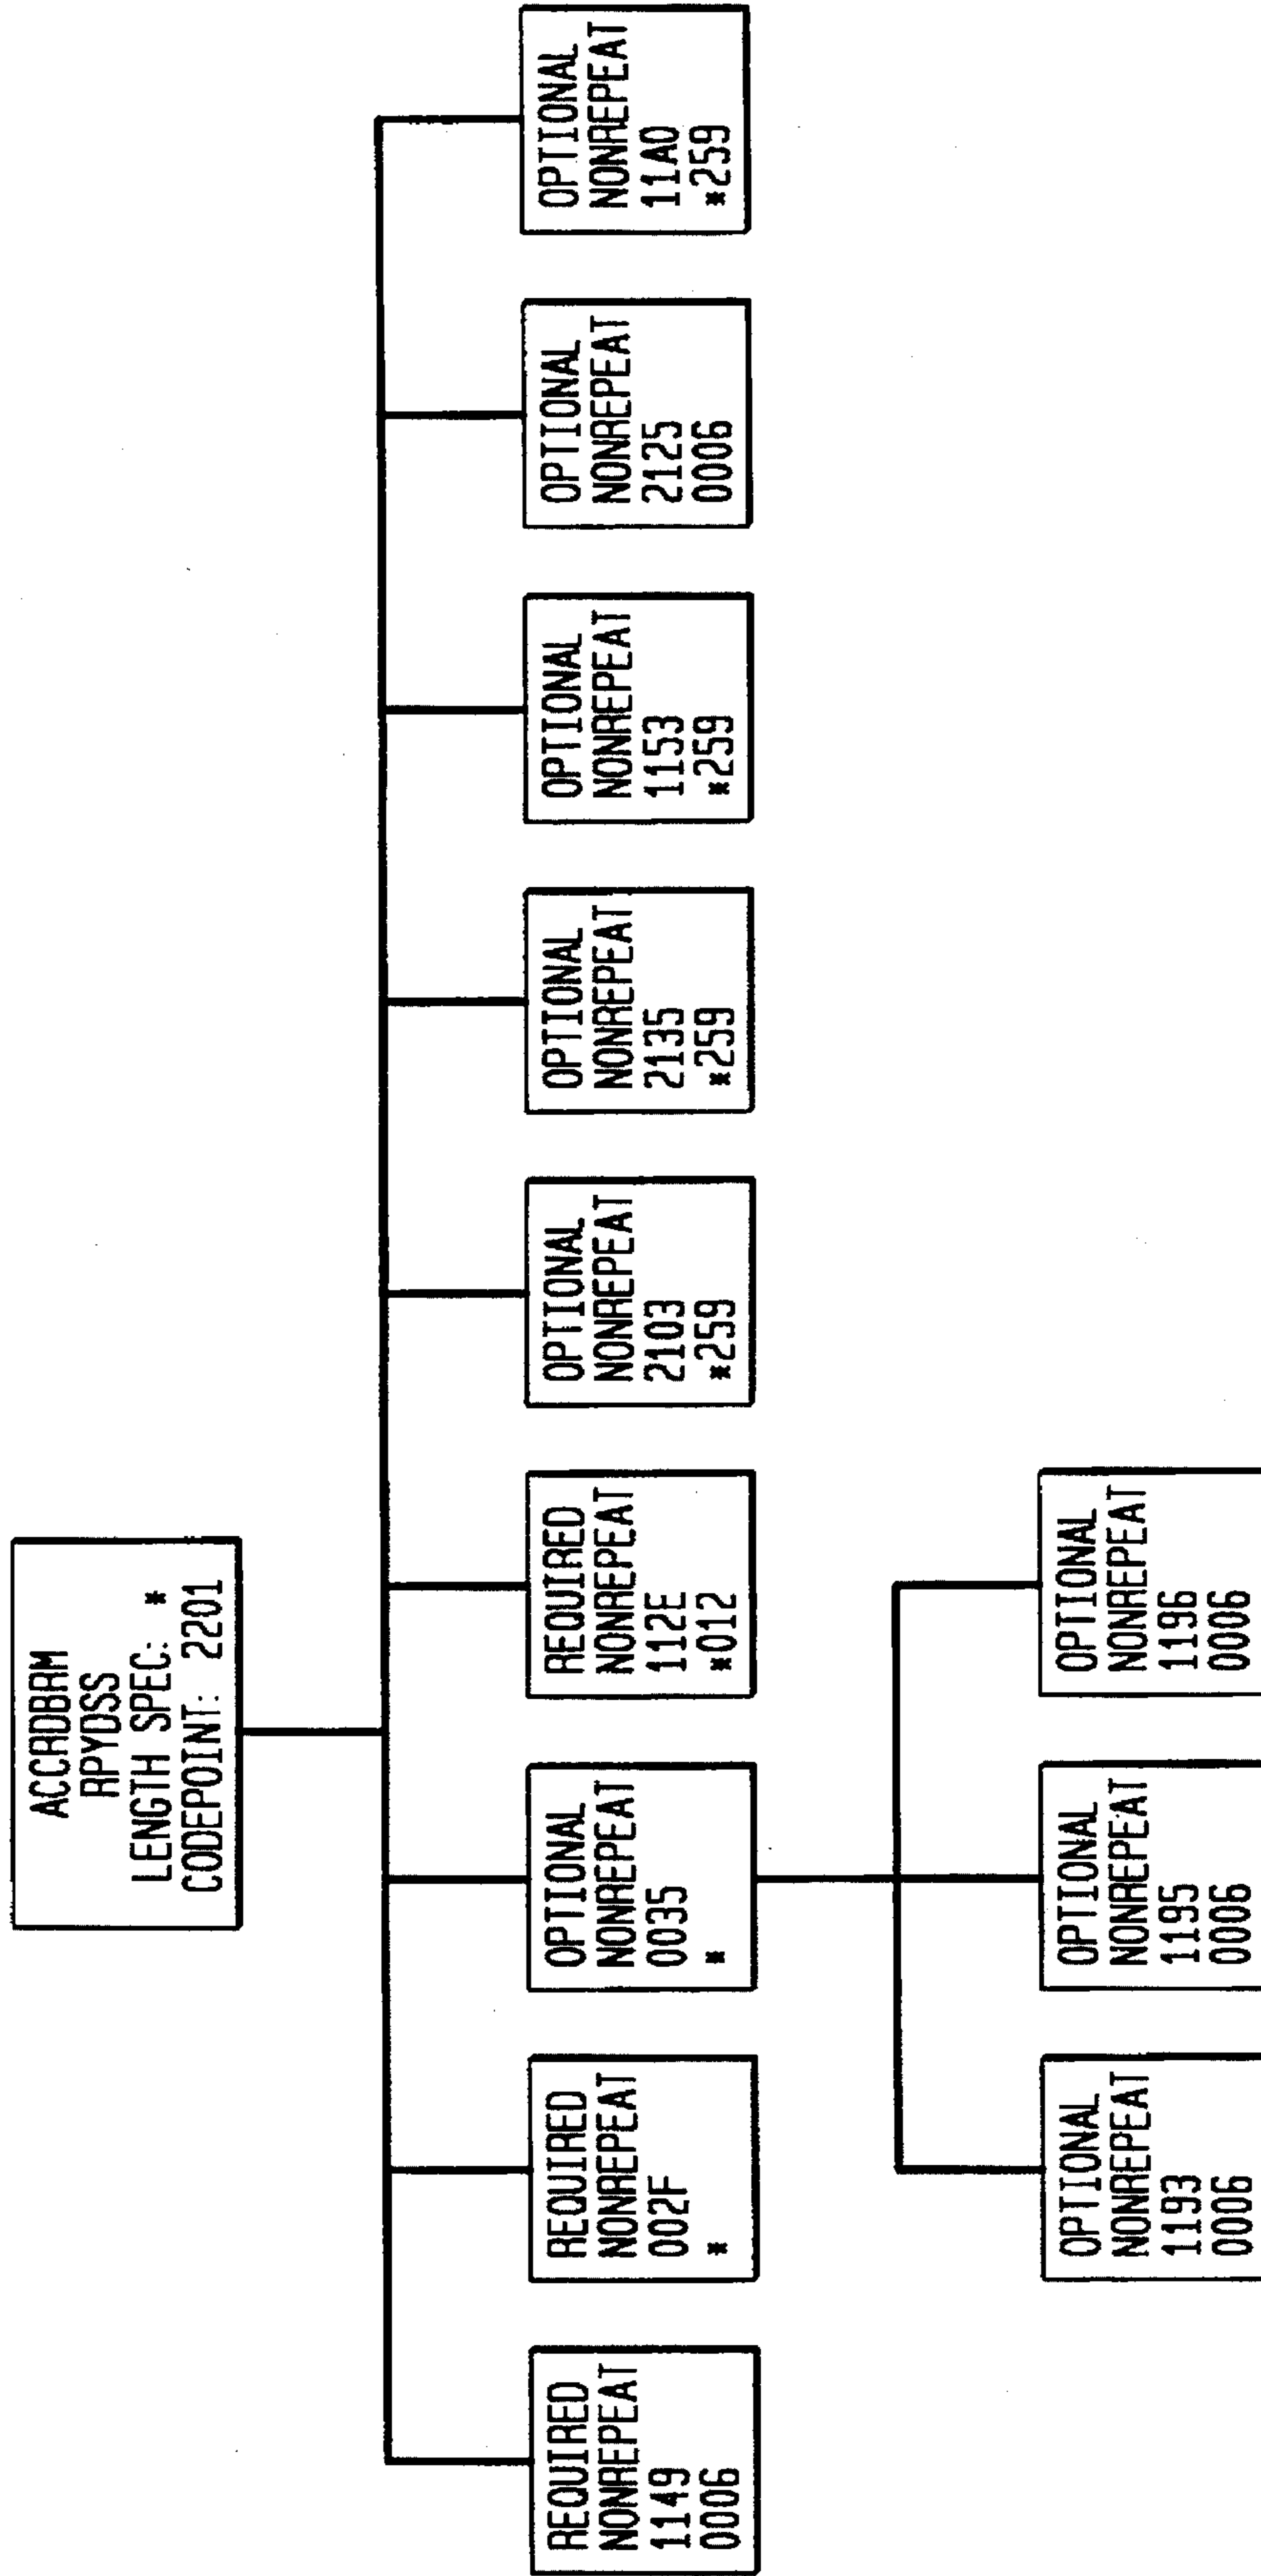 ACCRDBRM
RPYDSS
LENGTH SPEC: *
CODEPOINT: 2201
REQUIRED
NONREPEAT
1149
0006
REQUIRED
NONREPEAT
002F
*
OPTIONAL
NONREPEAT
0035
*
REQUIRED
NONREPEAT
112E
*012
OPTIONAL
NONREPEAT
2103
*259
OPTIONAL
NONREPEAT
2135
*259
OPTIONAL
NONREPEAT
1153
*259
OPTIONAL
NONREPEAT
2125
0006
OPTIONAL
NONREPEAT
11A0
*259
OPTIONAL
NONREPEAT
1193
0006
OPTIONAL
NONREPEAT
1195
0006
OPTIONAL
NONREPEAT
1196
0006